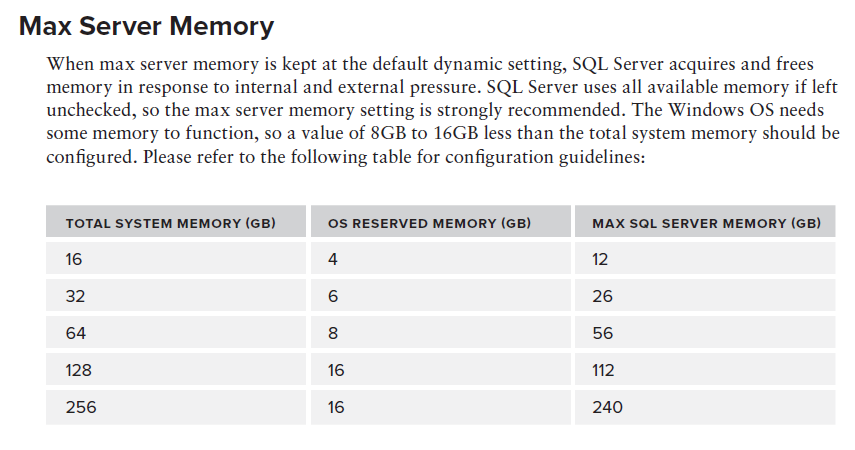 Max Server Memory
When max server memory is kept at the default dynamic setting, SQL Server acquires and frees
memory in response to internal and external pressure. SQL Server uses all available memory if left
unchecked, so the max server memory setting is strongly recommended. The Windows OS needs
some memory to function, so a value of 8GB to 16GB less than the total system memory should be
configured. Please refer to the following table for configuration guidelines:
TOTAL SYSTEM MEMORY (GB) OS RESERVED MEMORY (GB) MAX SQL SERVER MEMORY (GB)
16 4 12
32 6 26
64 8 56
128 16 112
256 16 240